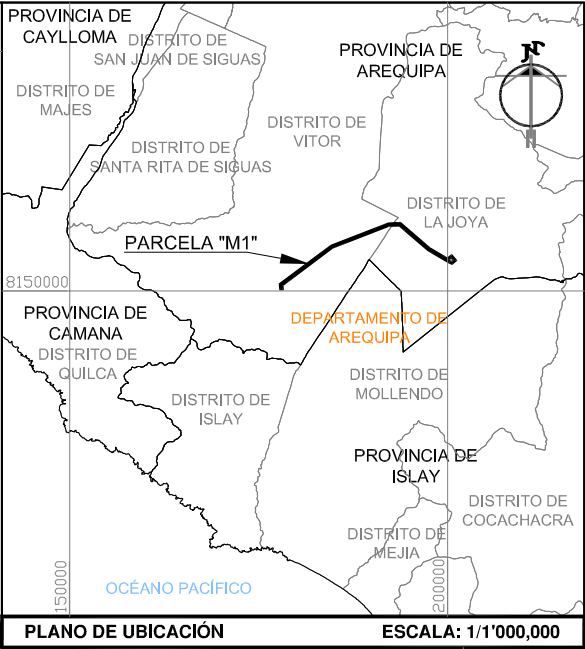 PROVINCIA DE
CAYLLOMA
DISTRITO DE
SAN JUAN DE SIGUAS
PROVINCIA DE
AREQUIPA
N
DISTRITO DE
MAJES
DISTRITO DE
VITOR
DISTRITO DE
SANTA RITA DE SIGUAS
DISTRITO DE
LA JOYA
PARCELA "M1"
8150000
PROVINCIA DE
CAMANA
DEPARTAMENTO DE
AREQUIPA
DISTRITO DE
QUILCA
DISTRITO DE
ISLAY
DISTRITO DE
MOLLENDO
PROVINCIA DE
ISLAY
DISTRITO DE
COCACHACRA
DISTRITO DE
MEJIA
OCÉANO PACÍFICO
150000
200000
PLANO DE UBICACIÓN
ESCALA: 1/1'000,000